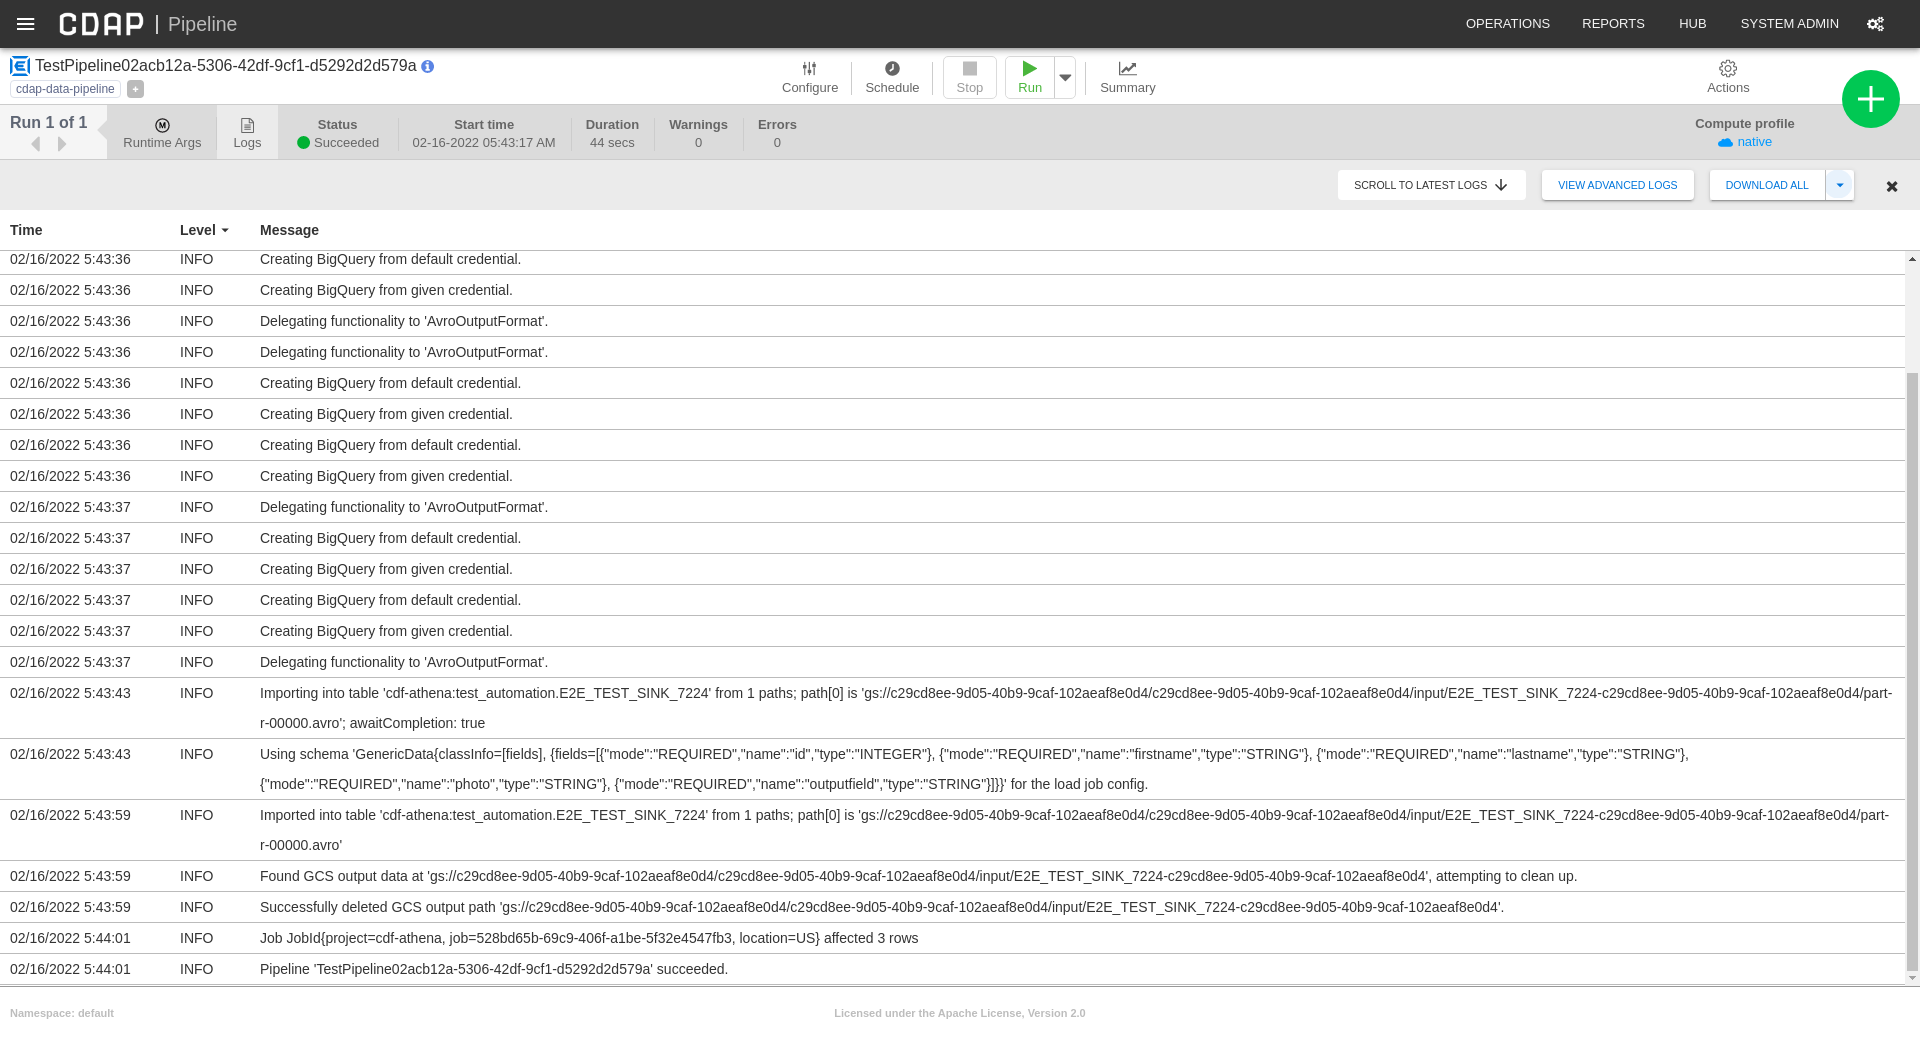 CDAP | Pipeline
OPERATIONS REPORTS HUB SYSTEM ADMIN
TestPipeline02acb12a-5306-42df-9cf1-d5292d2d579a
cdap-data-pipeline +
Configure Schedule Stop Run Summary Actions
Run 1 of 1
Runtime Args
Logs
Status
Succeeded
Start time
02-16-2022 05:43:17 AM
Duration
44 secs
Warnings
0
Errors
0
Compute profile
native
SCROLL TO LATEST LOGS VIEW ADVANCED LOGS DOWNLOAD ALL
Time Level Message
02/16/2022 5:43:36 INFO Creating BigQuery from default credential.
02/16/2022 5:43:36 INFO Creating BigQuery from given credential.
02/16/2022 5:43:36 INFO Delegating functionality to 'AvroOutputFormat'.
02/16/2022 5:43:36 INFO Delegating functionality to 'AvroOutputFormat'.
02/16/2022 5:43:36 INFO Creating BigQuery from default credential.
02/16/2022 5:43:36 INFO Creating BigQuery from given credential.
02/16/2022 5:43:36 INFO Creating BigQuery from default credential.
02/16/2022 5:43:36 INFO Creating BigQuery from given credential.
02/16/2022 5:43:37 INFO Delegating functionality to 'AvroOutputFormat'.
02/16/2022 5:43:37 INFO Creating BigQuery from default credential.
02/16/2022 5:43:37 INFO Creating BigQuery from given credential.
02/16/2022 5:43:37 INFO Creating BigQuery from default credential.
02/16/2022 5:43:37 INFO Creating BigQuery from given credential.
02/16/2022 5:43:37 INFO Delegating functionality to 'AvroOutputFormat'.
02/16/2022 5:43:43 INFO Importing into table 'cdf-athena:test_automation.E2E_TEST_SINK_7224' from 1 paths; path[0] is 'gs://c29cd8ee-9d05-40b9-9caf-102aeaf8e0d4/c29cd8ee-9d05-40b9-9caf-102aeaf8e0d4/input/E2E_TEST_SINK_7224-c29cd8ee-9d05-40b9-9caf-102aeaf8e0d4/part-
r-00000.avro'; awaitCompletion: true
02/16/2022 5:43:43 INFO Using schema 'GenericData{classInfo=[fields], {fields=[{"mode":"REQUIRED","name":"id","type":"INTEGER"}, {"mode":"REQUIRED","name":"firstname","type":"STRING"}, {"mode":"REQUIRED","name":"lastname","type":"STRING"},
{"mode":"REQUIRED","name":"photo","type":"STRING"}, {"mode":"REQUIRED","name":"outputfield","type":"STRING"}]}}' for the load job config.
02/16/2022 5:43:59 INFO Imported into table 'cdf-athena:test_automation.E2E_TEST_SINK_7224' from 1 paths; path[0] is 'gs://c29cd8ee-9d05-40b9-9caf-102aeaf8e0d4/c29cd8ee-9d05-40b9-9caf-102aeaf8e0d4/input/E2E_TEST_SINK_7224-c29cd8ee-9d05-40b9-9caf-102aeaf8e0d4/part-
r-00000.avro'
02/16/2022 5:43:59 INFO Found GCS output data at 'gs://c29cd8ee-9d05-40b9-9caf-102aeaf8e0d4/c29cd8ee-9d05-40b9-9caf-102aeaf8e0d4/input/E2E_TEST_SINK_7224-c29cd8ee-9d05-40b9-9caf-102aeaf8e0d4', attempting to clean up.
02/16/2022 5:43:59 INFO Successfully deleted GCS output path 'gs://c29cd8ee-9d05-40b9-9caf-102aeaf8e0d4/c29cd8ee-9d05-40b9-9caf-102aeaf8e0d4/input/E2E_TEST_SINK_7224-c29cd8ee-9d05-40b9-9caf-102aeaf8e0d4'.
02/16/2022 5:44:01 INFO Job JobId{project=cdf-athena, job=528bd65b-69c9-406f-a1be-5f32e4547fb3, location=US} affected 3 rows
02/16/2022 5:44:01 INFO Pipeline 'TestPipeline02acb12a-5306-42df-9cf1-d5292d2d579a' succeeded.
Namespace: default
Licensed under the Apache License, Version 2.0